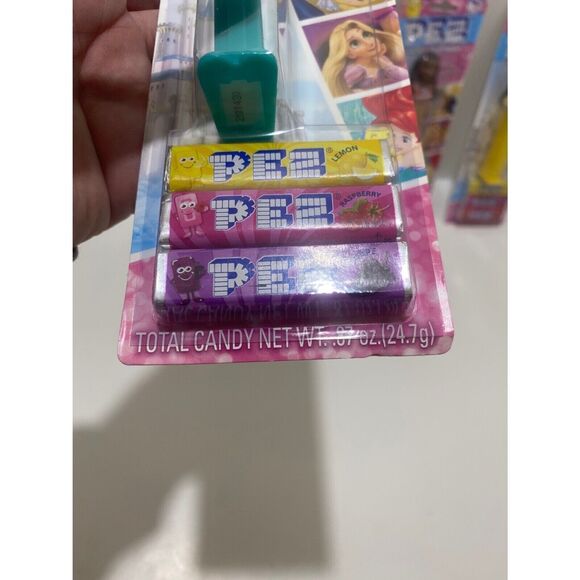 PEZ
PEZ® LEMON
PEZ® RASPBERRY
PEZ
TOTAL CANDY NET WT. .87 oz.(24.7g)